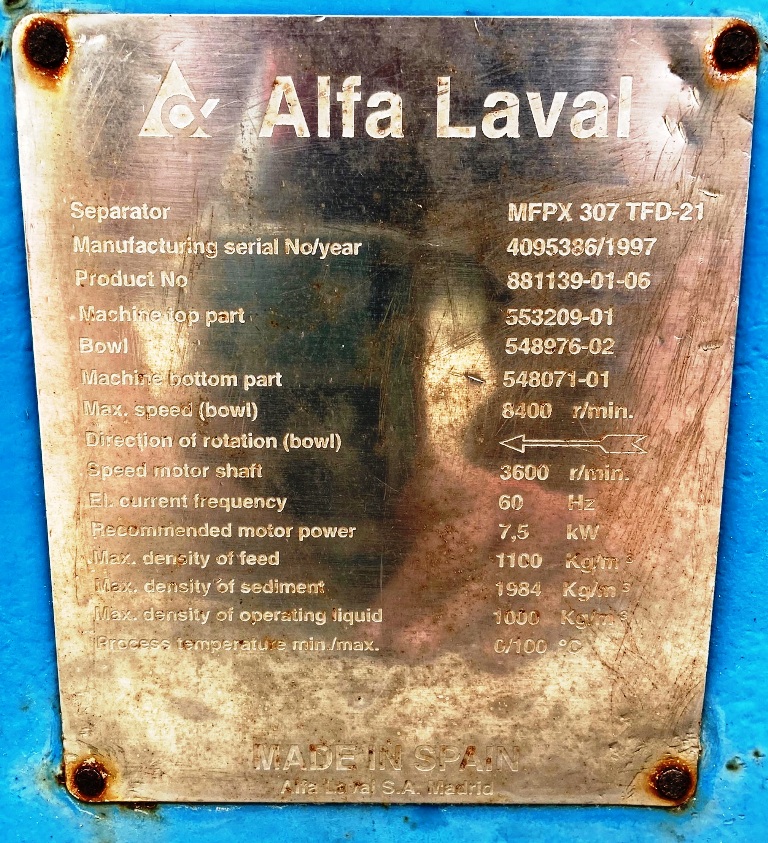 Alfa Laval
Separator MFPX 307 TFD-21
Manufacturing serial No/year 4095386/1997
Product No 881139-01-06
Machine top part 553209-01
Bowl 548976-02
Machine bottom part 548071-01
Max. speed (bowl) 8400 r/min.
Direction of rotation (bowl)
Speed motor shaft 3600 r/min.
El. current frequency 60 Hz
Recommended motor power 7,5 kW
Max. density of feed 1100 Kg/m³
Max. density of sediment 1984 Kg/m³
Max. density of operating liquid 1000 Kg/m³
Process temperature min./max. 0/100 °C
MADE IN SPAIN
Alfa Laval S.A. Madrid